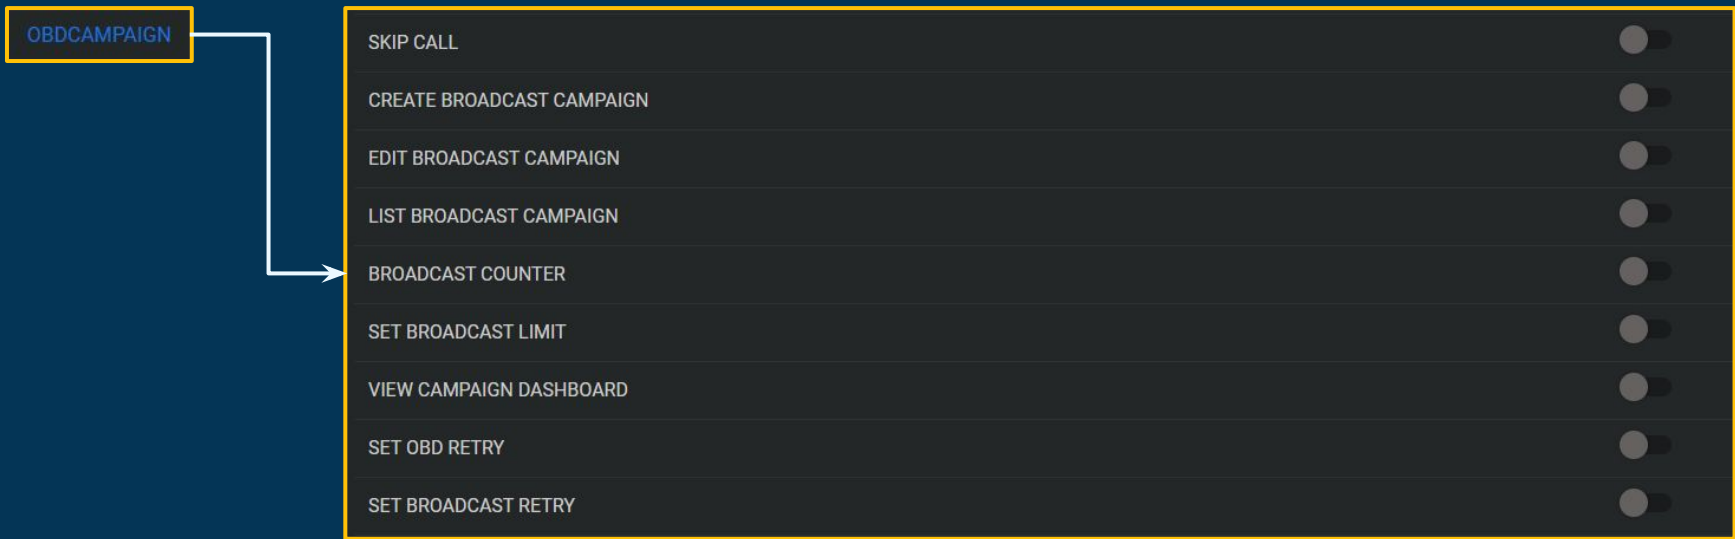 OBDCAMPAIGN
SKIP CALL
CREATE BROADCAST CAMPAIGN
EDIT BROADCAST CAMPAIGN
LIST BROADCAST CAMPAIGN
BROADCAST COUNTER
SET BROADCAST LIMIT
VIEW CAMPAIGN DASHBOARD
SET OBD RETRY
SET BROADCAST RETRY